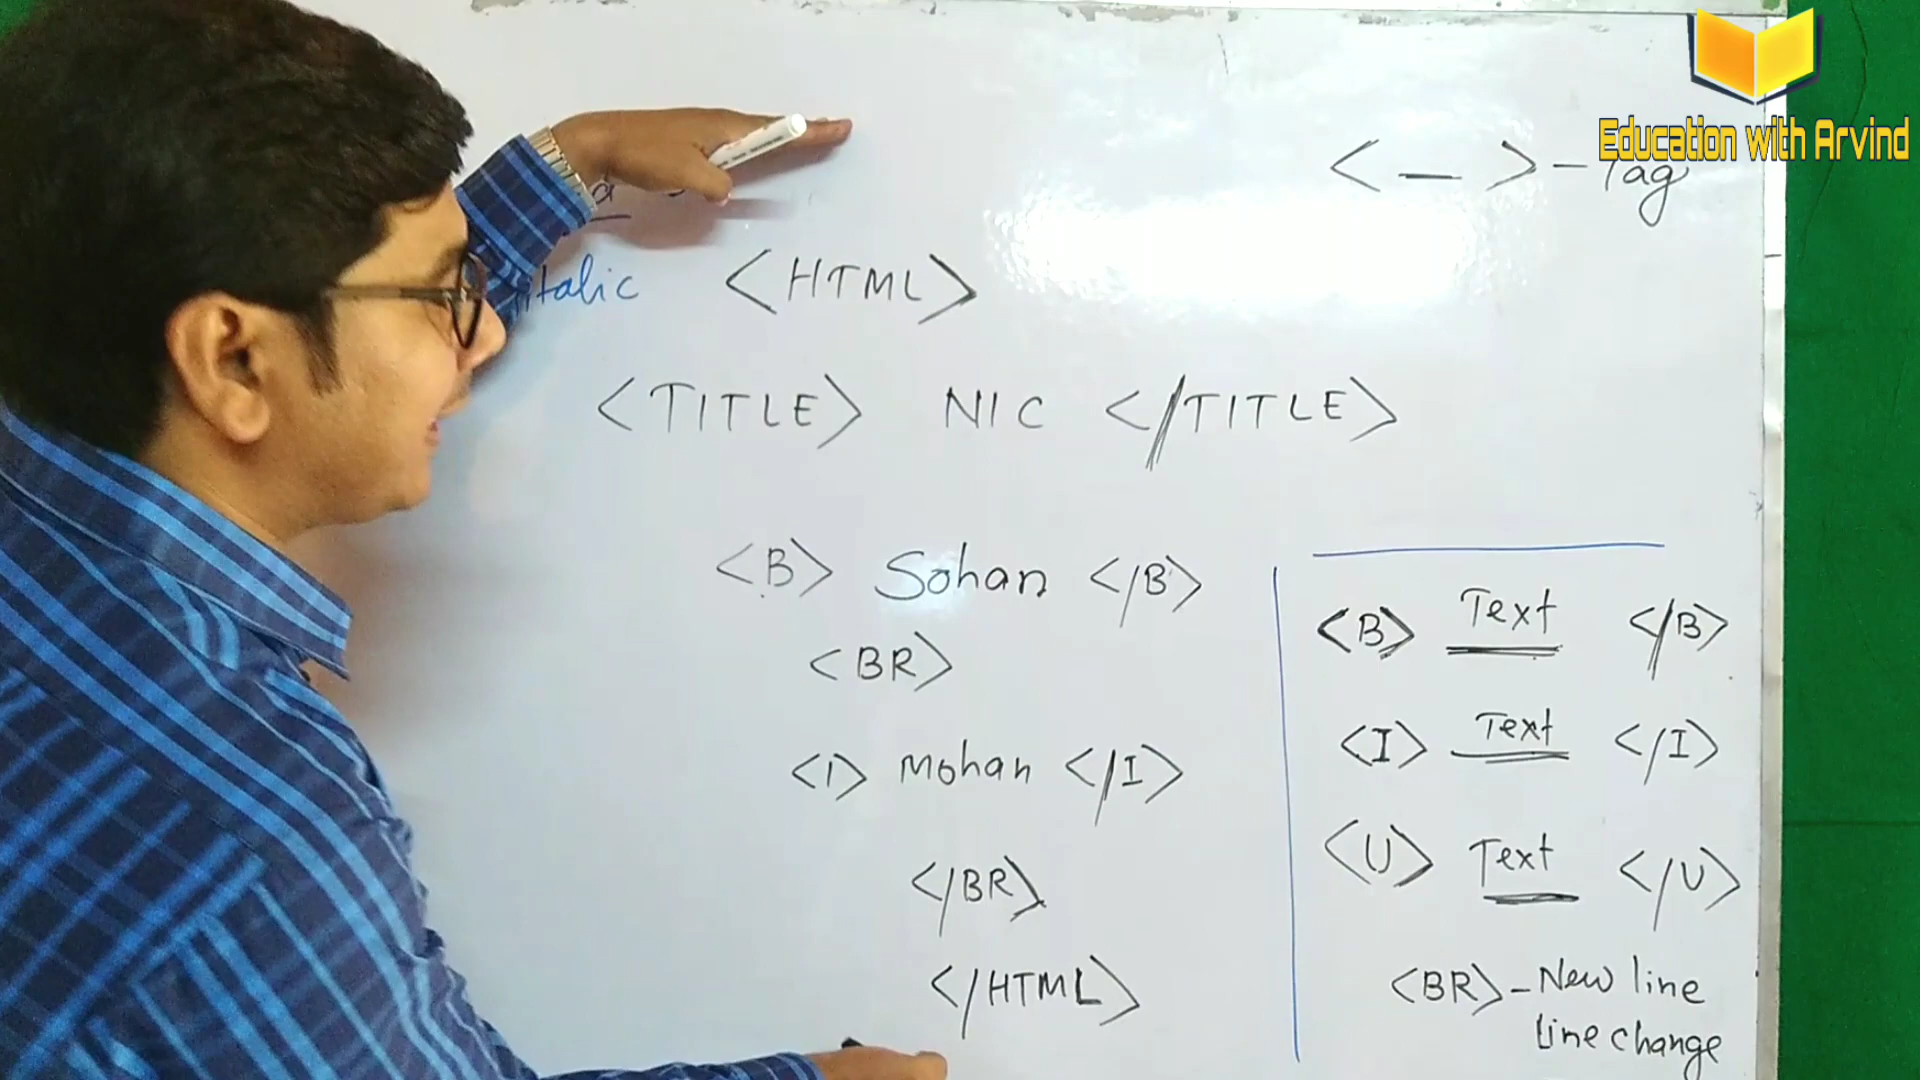 Education with Arvind
< _ > - Tag
italic
<HTML>
<TITLE> NIC </TITLE>
<B> Sohan </B>
<BR>
<I> Mohan </I>
</BR>
</HTML>
<B> Text </B>
<I> Text </I>
<U> Text </U>
<BR> - New line
line change